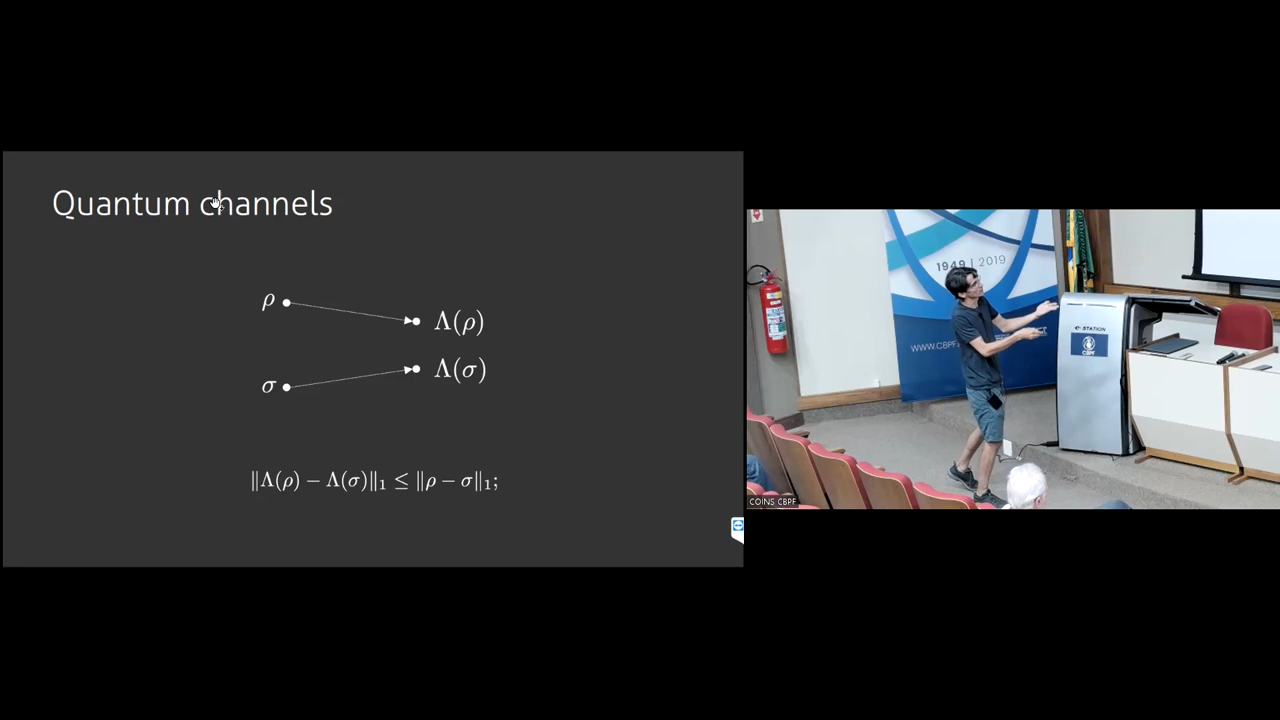 Quantum channels
ρ
Λ(ρ)
σ
Λ(σ)
‖Λ(ρ) − Λ(σ)‖₁ ≤ ‖ρ − σ‖₁;
1949 | 2019
WWW.CBPF
STATION
CBPF
COINS CBPF